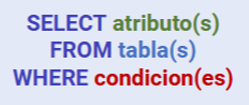 SELECT atributo(s)
FROM tabla(s)
WHERE condicion(es)